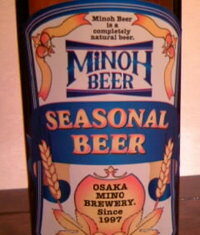 Minoh Beer
is a
completely
natural beer.
MINOH
BEER
SEASONAL
BEER
OSAKA
MINO
BREWERY.
Since
1997